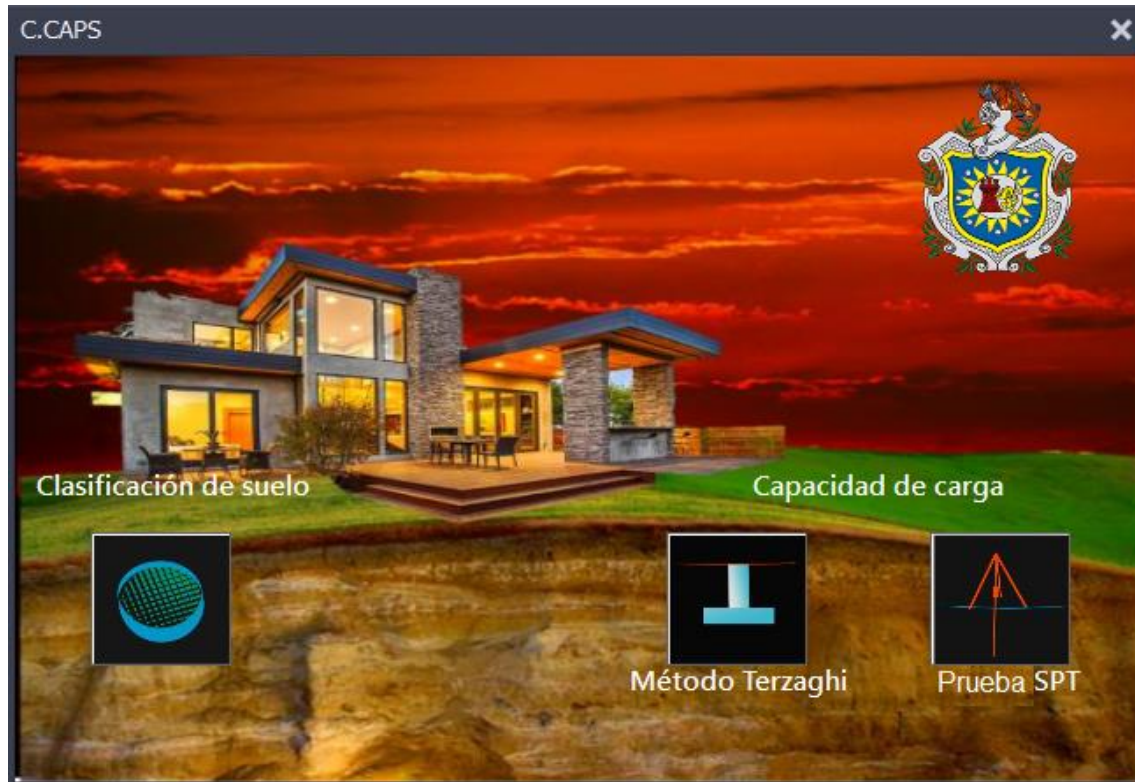 C.CAPS
Clasificación de suelo
Capacidad de carga
Método Terzaghi
Prueba SPT